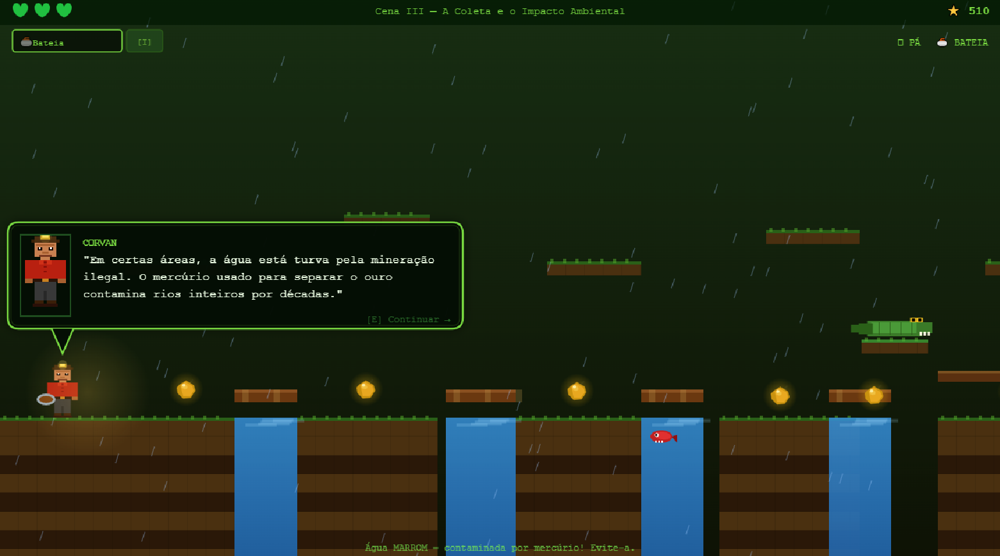 Cena III — A Coleta e o Impacto Ambiental
★ 510
Bateia
[I]
PÁ
BATEIA
CORVAN
"Em certas áreas, a água está turva pela mineração
ilegal. O mercúrio usado para separar o ouro
contamina rios inteiros por décadas."
[E] Continuar →
Água MARROM = contaminada por mercúrio! Evite-a.